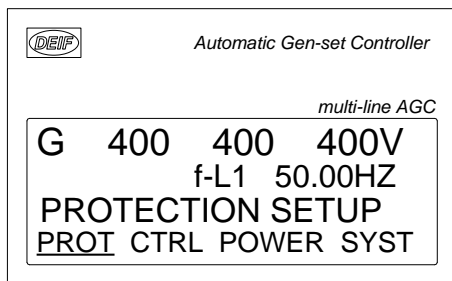 DEIF
Automatic Gen-set Controller
multi-line AGC
G 400 400 400V
f-L1 50.00HZ
PROTECTION SETUP
PROT CTRL POWER SYST